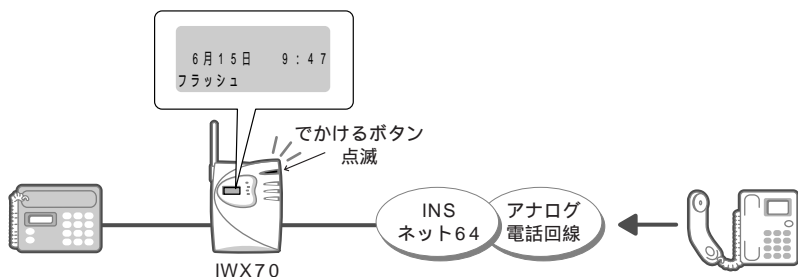 6月15日 9:47
フラッシュ
でかけるボタン
点滅
INS
ネット64
アナログ
電話回線
IWX70